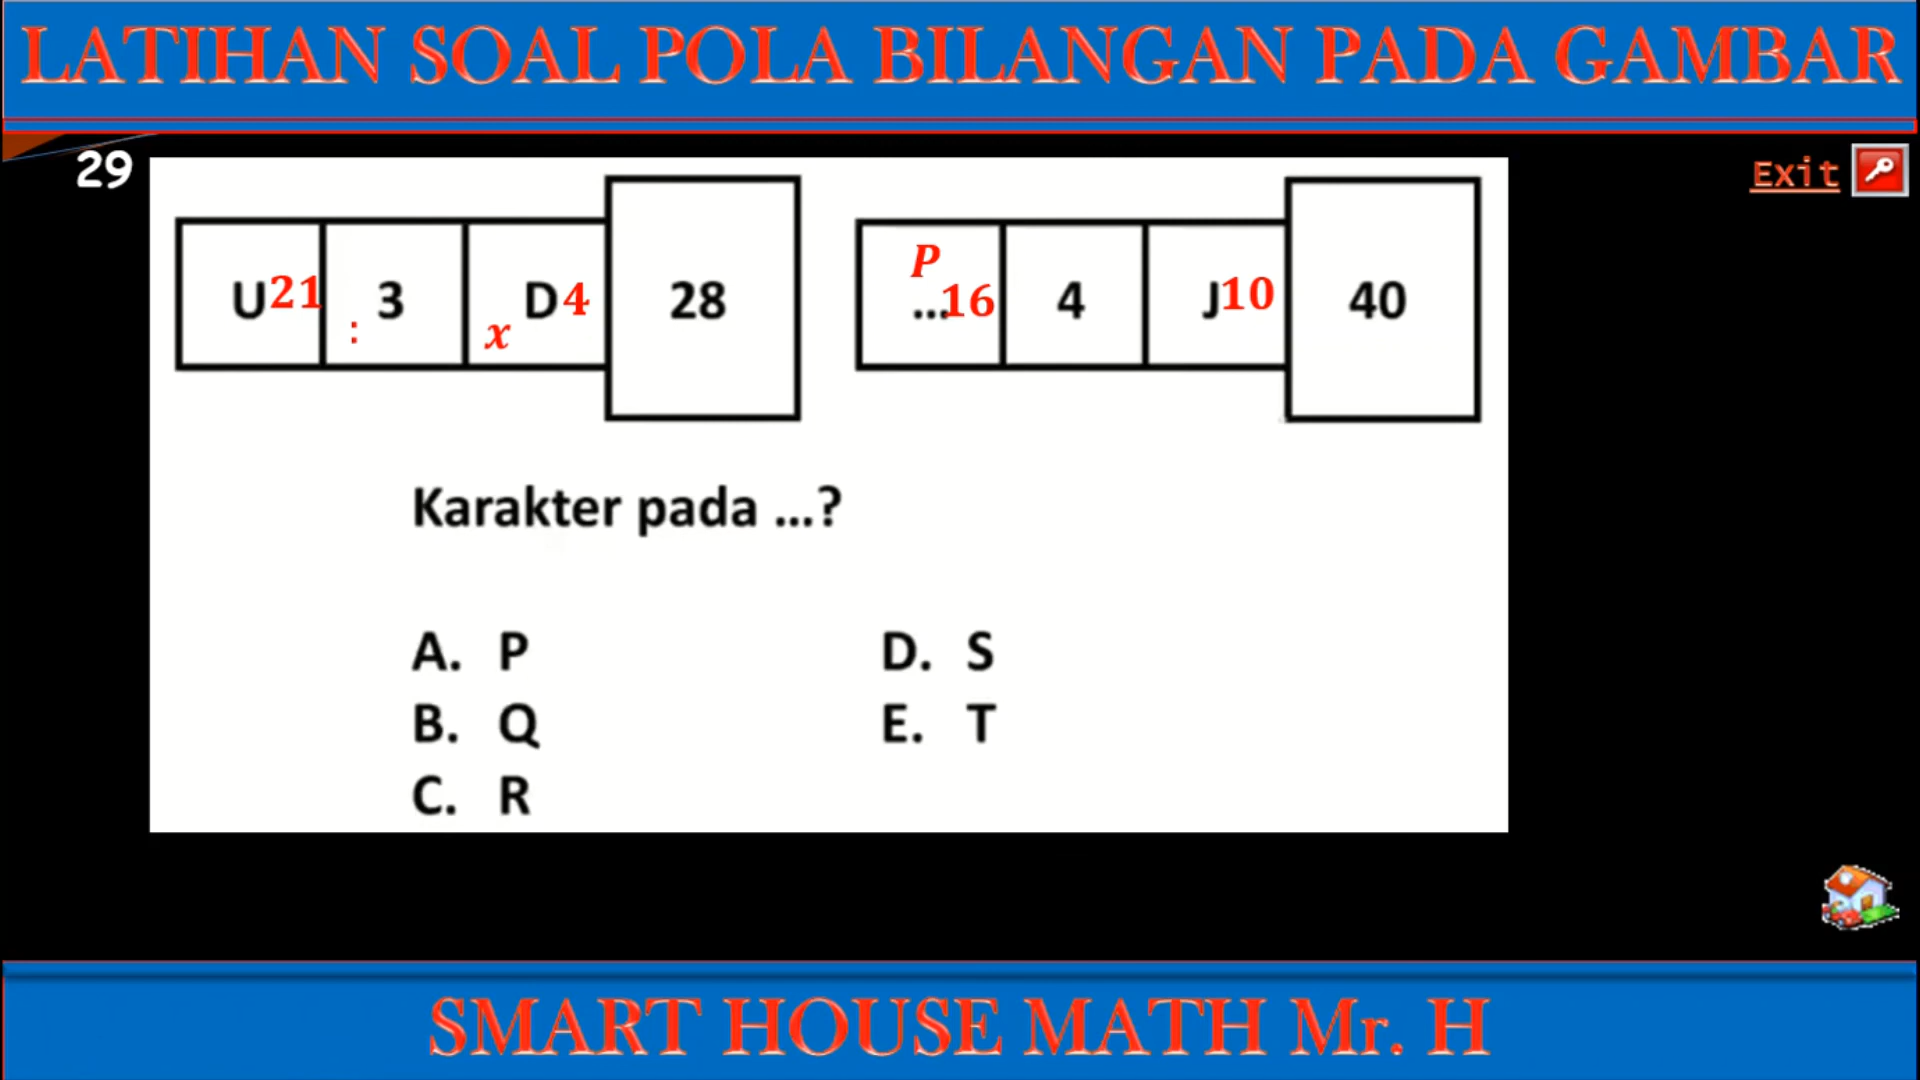 LATIHAN SOAL POLA BILANGAN PADA GAMBAR
29
Exit
U21 : 3 x D4 28
P
...16 4 J10 40
Karakter pada ...?
A. P
B. Q
C. R
D. S
E. T
SMART HOUSE MATH Mr. H